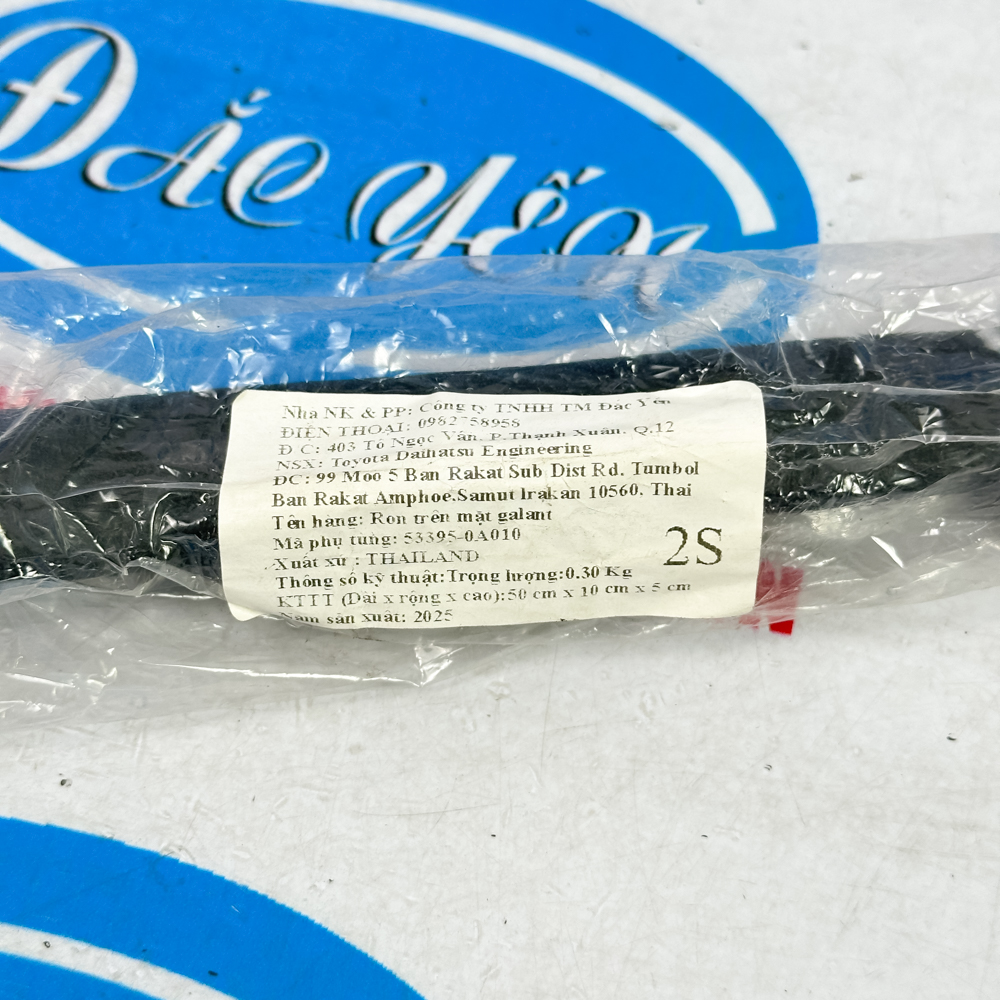 ĐẮC YẾN
Nhà NK & PP: Công ty TNHH TM Đắc Yến
ĐIỆN THOẠI: 0982758958
Đ C: 403 Tô Ngọc Vân, P.Thạnh Xuân, Q.12
NSX: Toyota Daihatsu Engineering
ĐC: 99 Moo 5 Ban Rakat Sub Dist Rd. Tumbol
Ban Rakat Amphoe.Samut Irakan 10560, Thai
Tên hàng: Ron trên mặt galant
Mã phụ tùng: 53395-0A010
Xuất xứ : THAILAND
2S
Thông số kỹ thuật:Trọng lượng:0.30 Kg
KTTT (Dài x rộng x cao):50 cm x 10 cm x 5 cm
Năm sản xuất: 2025